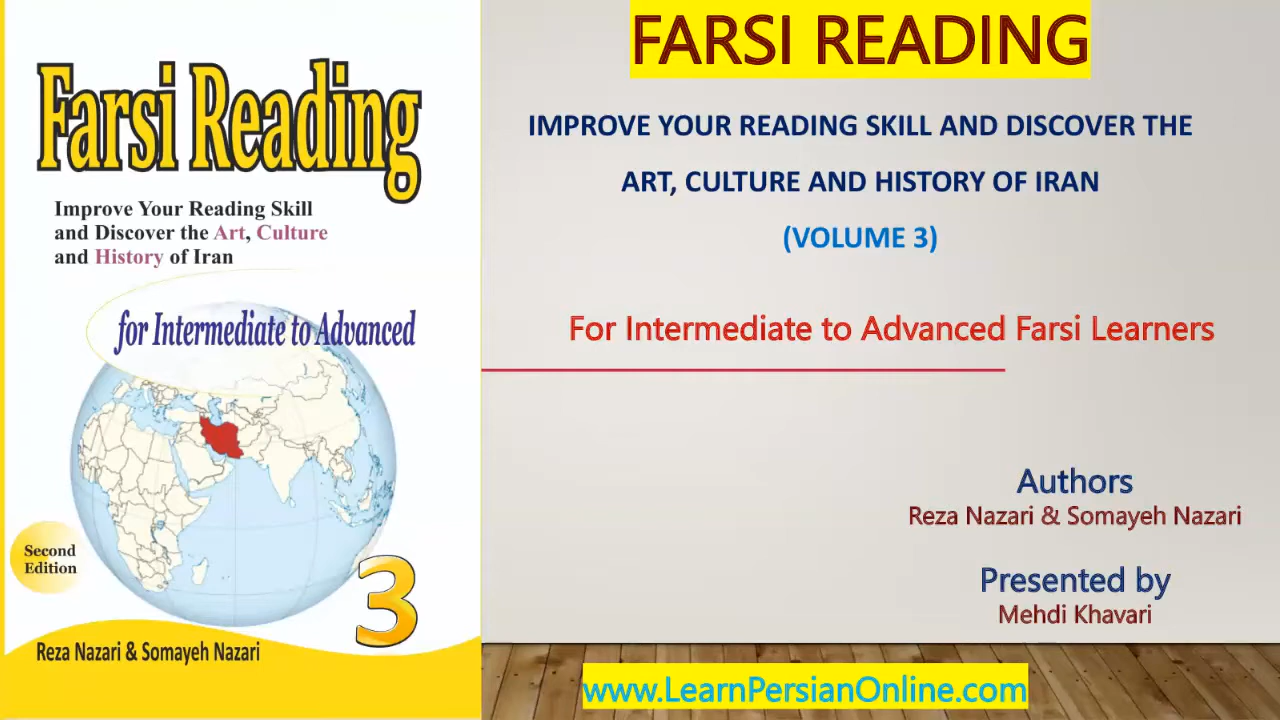 Farsi Reading
Improve Your Reading Skill
and Discover the Art, Culture
and History of Iran
for Intermediate to Advanced
Second
Edition
3
Reza Nazari & Somayeh Nazari
FARSI READING
IMPROVE YOUR READING SKILL AND DISCOVER THE
ART, CULTURE AND HISTORY OF IRAN
(VOLUME 3)
For Intermediate to Advanced Farsi Learners
Authors
Reza Nazari & Somayeh Nazari
Presented by
Mehdi Khavari
www.LearnPersianOnline.com